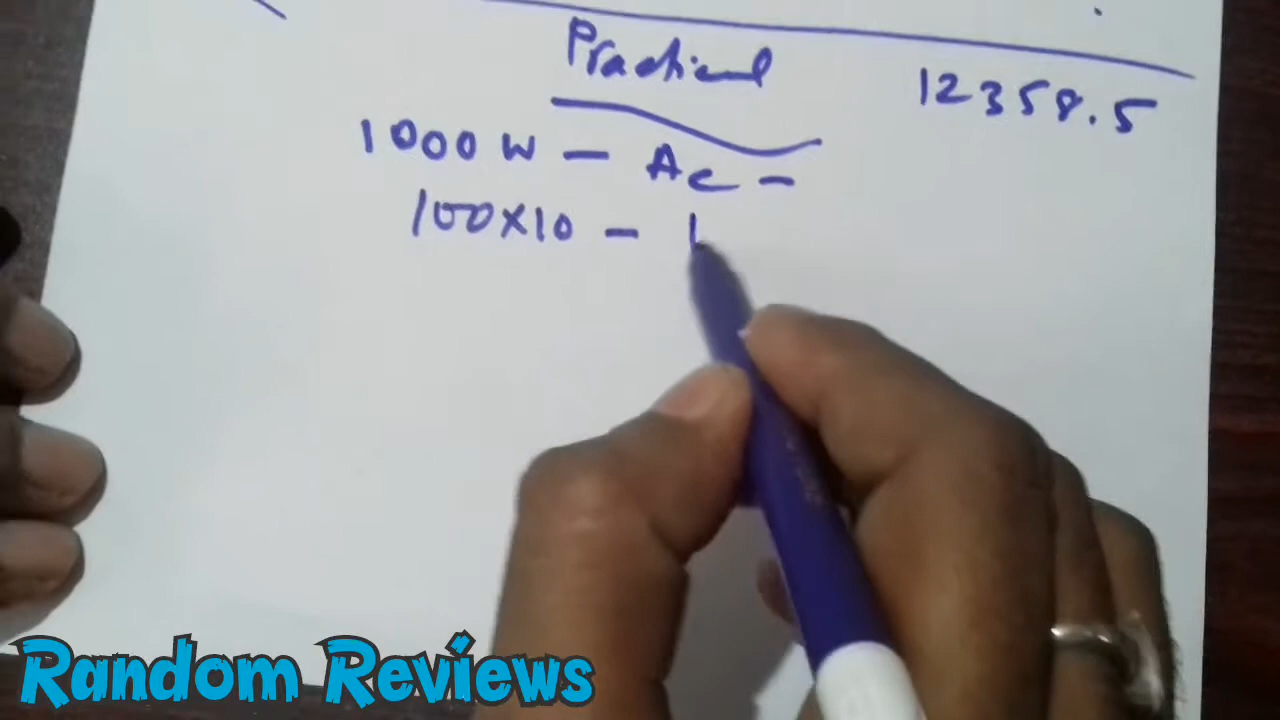 Practical 12358.5
1000 W - AC -
100x10 - 1
Random Reviews